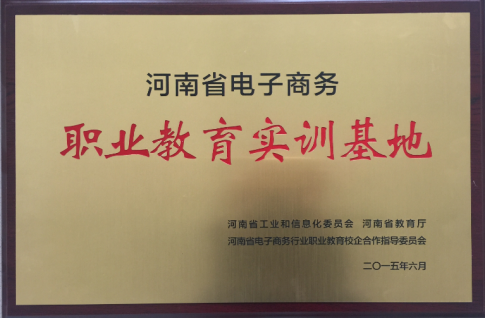 河南省电子商务
职业教育实训基地
河南省工业和信息化委员会 河南省教育厅
河南省电子商务行业职业教育校企合作指导委员会
二〇一五年六月